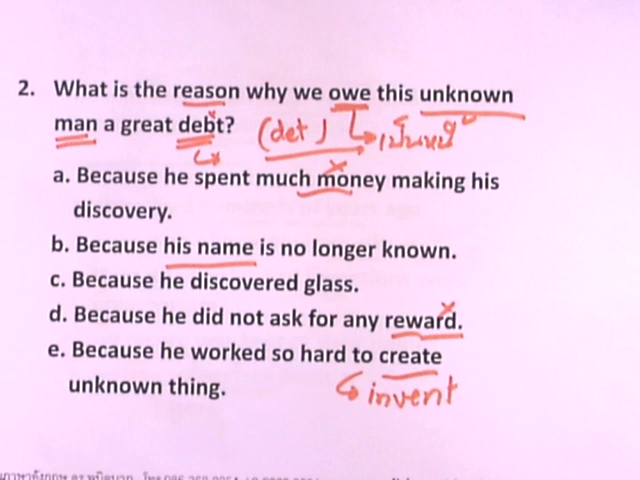 2. What is the reason why we owe this unknown
man a great debt? (det) เป็นหนี้
a. Because he spent much money making his
discovery.
b. Because his name is no longer known.
c. Because he discovered glass.
d. Because he did not ask for any reward.
e. Because he worked so hard to create
unknown thing. invent